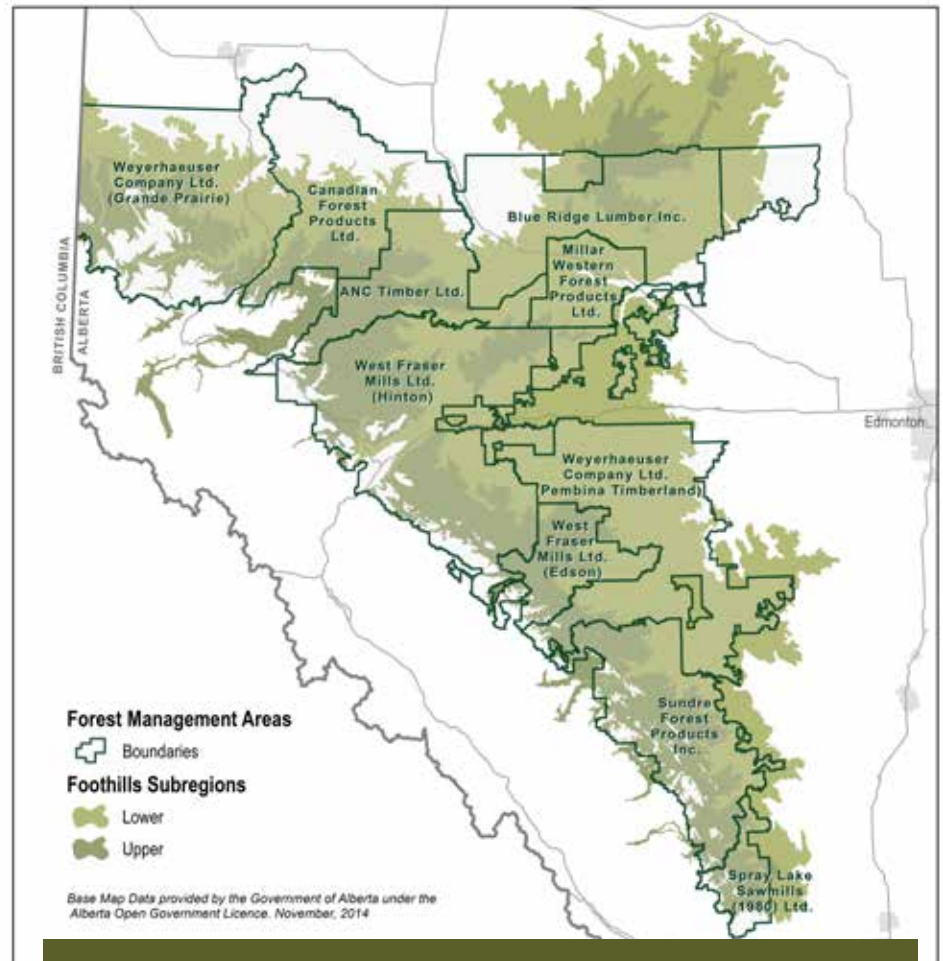 Weyerhaeuser
Company Ltd.
(Grande Prairie)
Canadian
Forest
Products
Ltd.
Blue Ridge Lumber Inc.
Millar
Western
Forest
Products
Ltd.
ANC Timber Ltd.
BRITISH COLUMBIA
ALBERTA
West Fraser
Mills Ltd.
(Hinton)
Edmonton
Weyerhaeuser
Company Ltd.
Pembina Timberland)
West
Fraser
Mills Ltd.
(Edson)
Sundre
Forest
Products
Inc.
Spray Lake
Sawmills
(1980) Ltd.
Forest Management Areas
Boundaries
Foothills Subregions
Lower
Upper
Base Map Data provided by the Government of Alberta under the
Alberta Open Government Licence. November, 2014